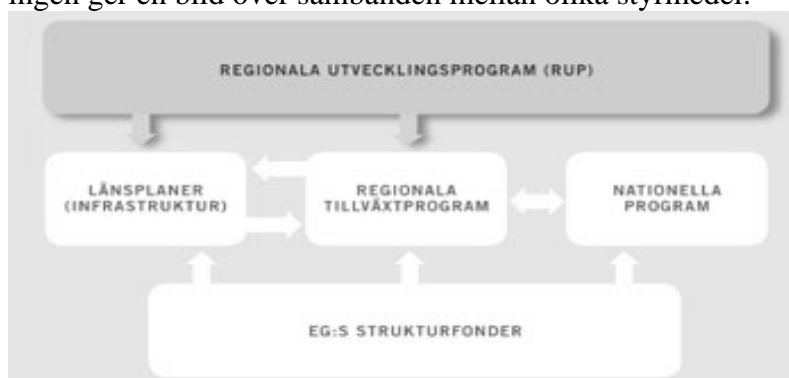 ingen ger en bild över sambanden mellan olika styrmedel.
REGIONALA UTVECKLINGSPROGRAM (RUP)
LÄNSPLANER
(INFRASTRUKTUR)
REGIONALA
TILLVÄXTPROGRAM
NATIONELLA
PROGRAM
EG:S STRUKTURFONDER